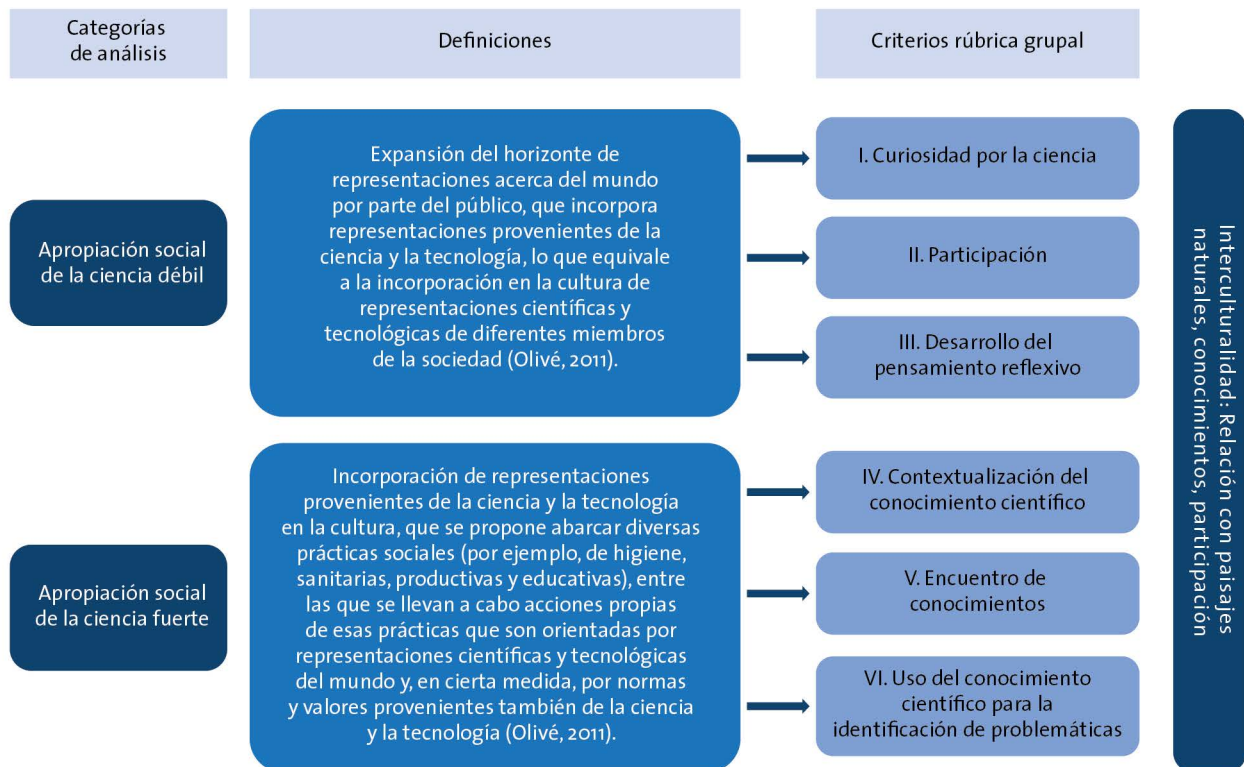 Categorías
de análisis
Definiciones
Criterios rúbrica grupal
Apropiación social
de la ciencia débil
Expansión del horizonte de
representaciones acerca del mundo
por parte del público, que incorpora
representaciones provenientes de la
ciencia y la tecnología, lo que equivale
a la incorporación en la cultura de
representaciones científicas y
tecnológicas de diferentes miembros
de la sociedad (Olivé, 2011).
I. Curiosidad por la ciencia
II. Participación
III. Desarrollo del
pensamiento reflexivo
Apropiación social
de la ciencia fuerte
Incorporación de representaciones
provenientes de la ciencia y la tecnología
en la cultura, que se propone abarcar diversas
prácticas sociales (por ejemplo, de higiene,
sanitarias, productivas y educativas), entre
las que se llevan a cabo acciones propias
de esas prácticas que son orientadas por
representaciones científicas y tecnológicas
del mundo y, en cierta medida, por normas
y valores provenientes también de la ciencia
y la tecnología (Olivé, 2011).
IV. Contextualización del
conocimiento científico
V. Encuentro de
conocimientos
VI. Uso del conocimiento
científico para la
identificación de problemáticas
Interculturalidad: Relación con paisajes
naturales, conocimientos, participación